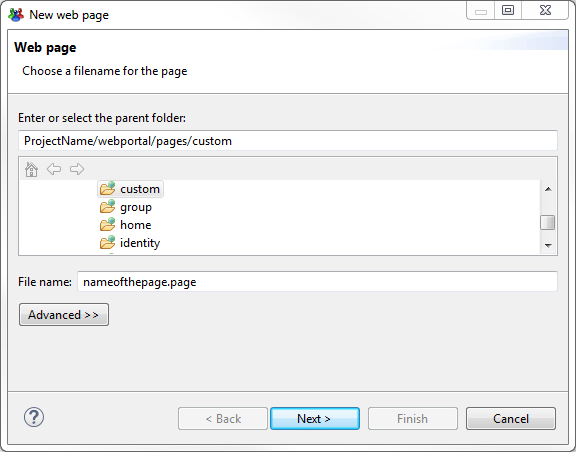 New web page
Web page
Choose a filename for the page
Enter or select the parent folder:
ProjectName/webportal/pages/custom
custom
group
home
identity
File name: nameofthepage.page
Advanced >>
? < Back Next > Finish Cancel